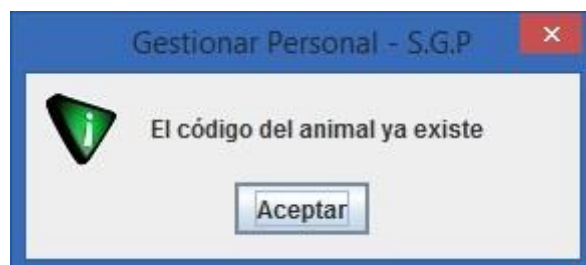 Gestionar Personal - S.G.P
El código del animal ya existe
Aceptar